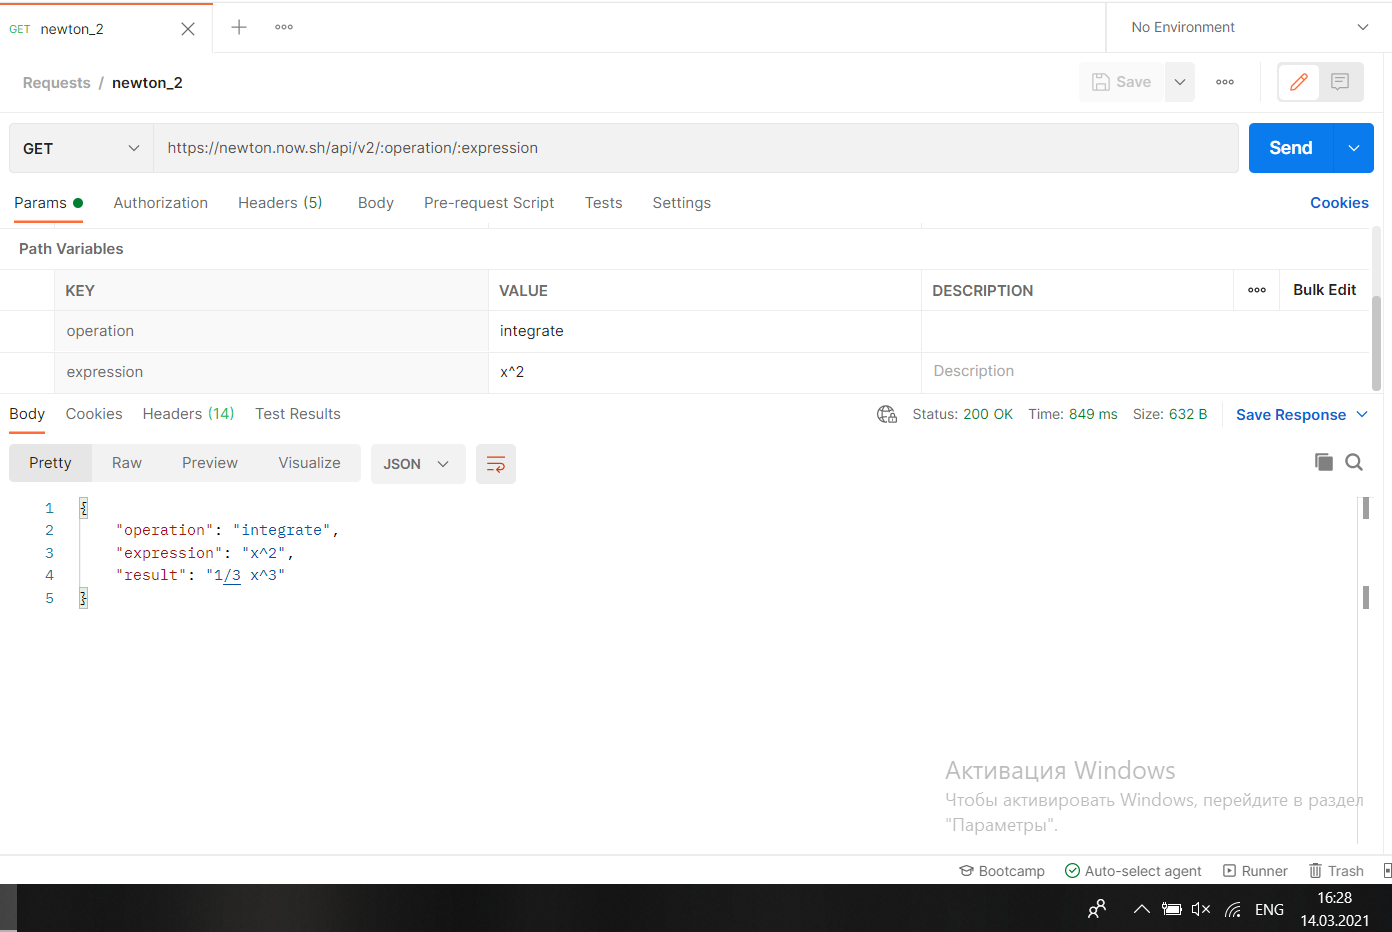 GET newton_2
No Environment
Requests / newton_2
Save
GET
https://newton.now.sh/api/v2/:operation/:expression
Send
Params Authorization Headers (5) Body Pre-request Script Tests Settings Cookies
Path Variables
KEY VALUE DESCRIPTION Bulk Edit
operation integrate
expression x^2 Description
Body Cookies Headers (14) Test Results Status: 200 OK Time: 849 ms Size: 632 B Save Response
Pretty Raw Preview Visualize JSON
1 {
2 "operation": "integrate",
3 "expression": "x^2",
4 "result": "1/3 x^3"
5 }
Активация Windows
Чтобы активировать Windows, перейдите в раздел
"Параметры".
Bootcamp Auto-select agent Runner Trash
ENG
16:28
14.03.2021